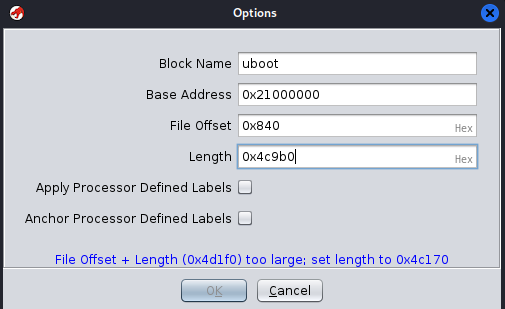 Options
Block Name uboot
Base Address 0x21000000
File Offset 0x840 Hex
Length 0x4c9b0 Hex
Apply Processor Defined Labels
Anchor Processor Defined Labels
File Offset + Length (0x4d1f0) too large; set length to 0x4c170
OK Cancel